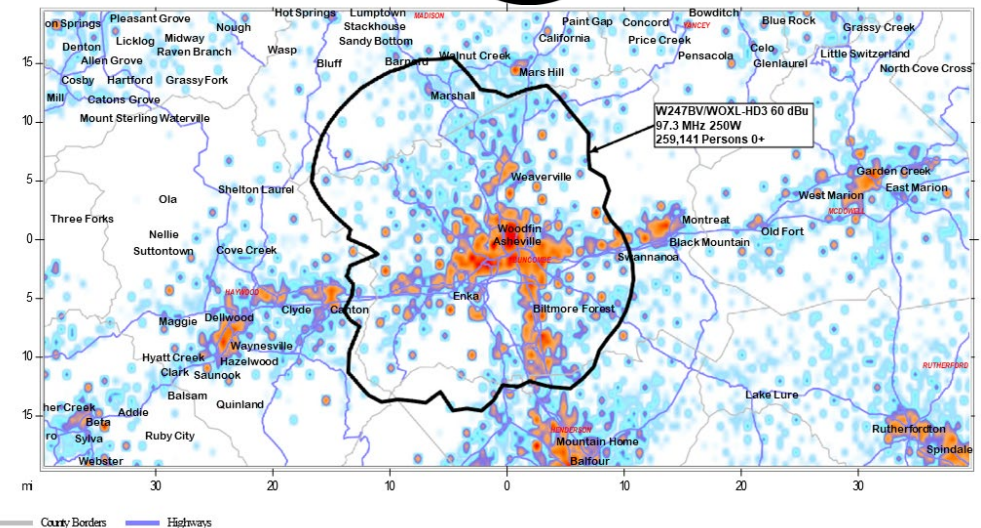 on Springs
Pleasant Grove
Nough
Hot Springs
Lumptown
Stackhouse
Sandy Bottom
MADISON
Paint Gap
Concord
YANCEY
Bowditch
Blue Rock
Grassy Creek
Denton
Licklog
Midway
Raven Branch
Wasp
California
Price Creek
Pensacola
Celo
Glenlaurel
Little Switzerland
Allen Grove
Bluff
Barnard
Walnut Creek
Mars Hill
North Cove Cross
Cosby
Hartford
Grassy Fork
Mill
Catons Grove
Marshall
Mount Sterling
Waterville
W247BV/WOXL-HD3 60 dBu
97.3 MHz 250W
259,141 Persons 0+
Weaverville
Garden Creek
East Marion
West Marion
MCDOWELL
Shelton Laurel
Ola
Three Forks
Nellie
Suttontown
Cove Creek
Woodfin
Asheville
BUNCOMBE
Montreat
Black Mountain
Old Fort
Swannanoa
HAYWOOD
Enka
Clyde
Canton
Biltmore Forest
Maggie
Dellwood
Waynesville
Hyatt Creek
Hazelwood
Clark
Saunook
RUTHERFORD
Balsam
Quinland
Lake Lure
her Creek
Addie
Beta
ro
Sylva
Ruby City
Webster
HENDERSON
Mountain Home
Balfour
Rutherfordton
Spindale
15
10
5
0
5
10
15
mi 30 20 10 0 10 20 30
County Borders
Highways